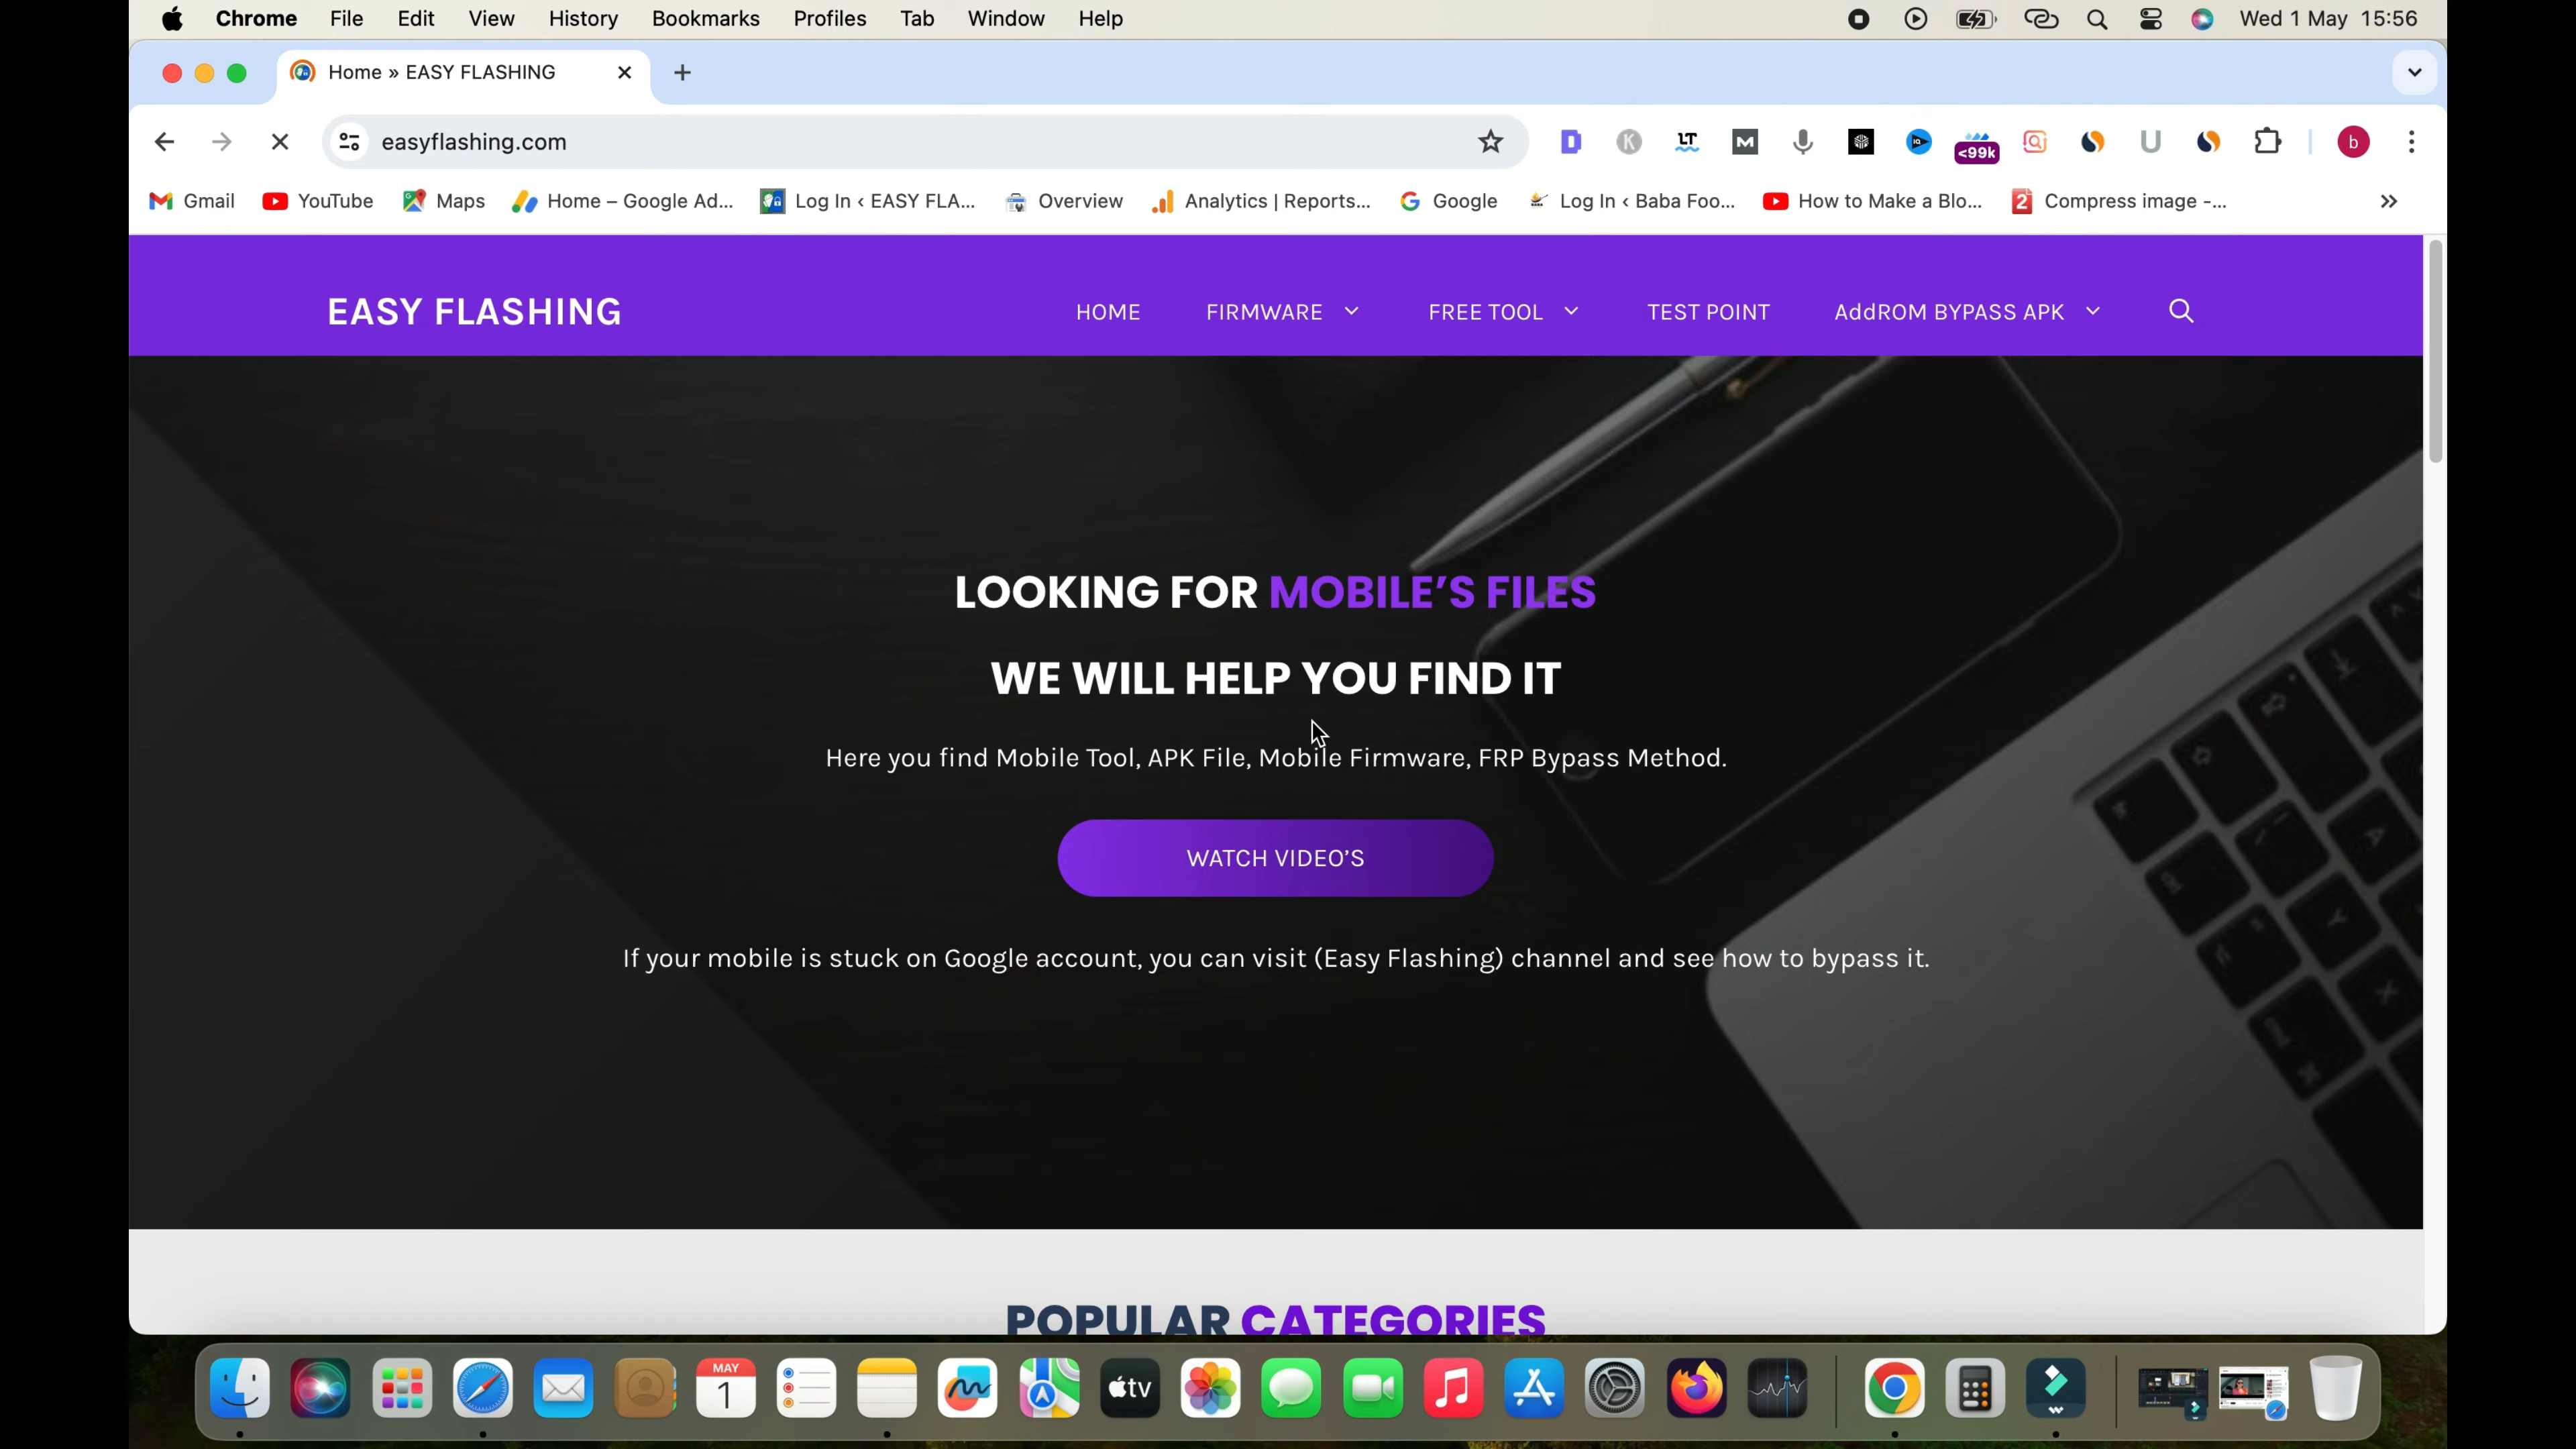 Chrome File Edit View History Bookmarks Profiles Tab Window Help Wed 1 May 15:56
Home » EASY FLASHING
easyflashing.com D K LT M IQ <99k U b
Gmail YouTube Maps Home – Google Ad... Log In ‹ EASY FLA... Overview Analytics | Reports... Google Log In ‹ Baba Foo... How to Make a Blo... 2 Compress image -...
EASY FLASHING HOME FIRMWARE FREE TOOL TEST POINT AddROM BYPASS APK
LOOKING FOR MOBILE’S FILES
WE WILL HELP YOU FIND IT
Here you find Mobile Tool, APK File, Mobile Firmware, FRP Bypass Method.
WATCH VIDEO’S
If your mobile is stuck on Google account, you can visit (Easy Flashing) channel and see how to bypass it.
POPULAR CATEGORIES
MAY
1
tv